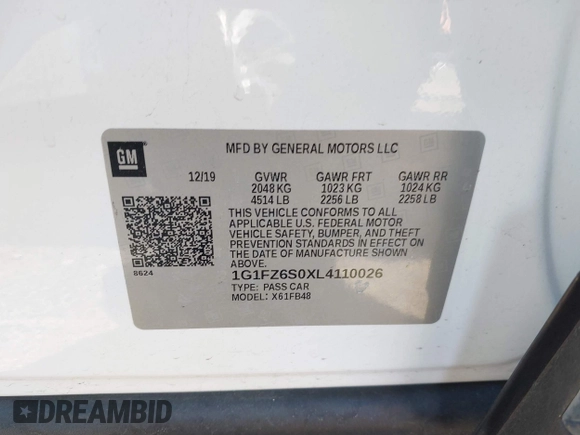 GM
MFD BY GENERAL MOTORS LLC
12/19 GVWR GAWR FRT GAWR RR
2048 KG 1023 KG 1024 KG
4514 LB 2256 LB 2258 LB
THIS VEHICLE CONFORMS TO ALL
APPLICABLE U.S. FEDERAL MOTOR
VEHICLE SAFETY, BUMPER, AND THEFT
PREVENTION STANDARDS IN EFFECT ON
THE DATE OF MANUFACTURE SHOWN
ABOVE.
8624
1G1FZ6S0XL4110026
TYPE: PASS CAR
MODEL: X61FB48
DREAMBID